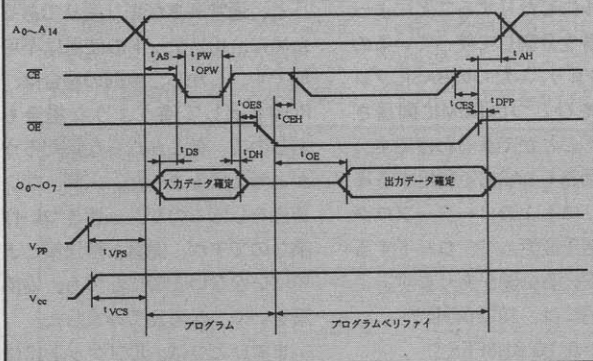 A₀～A₁₄
tAS
tPW
tOPW
tAH
CE
tOES
tCEH
tCES
tDFP
OE
tDS
tDH
tOE
O₀～O₇
入力データ確定
出力データ確定
VPP
tVPS
Vcc
tVCS
プログラム
プログラムベリファイ